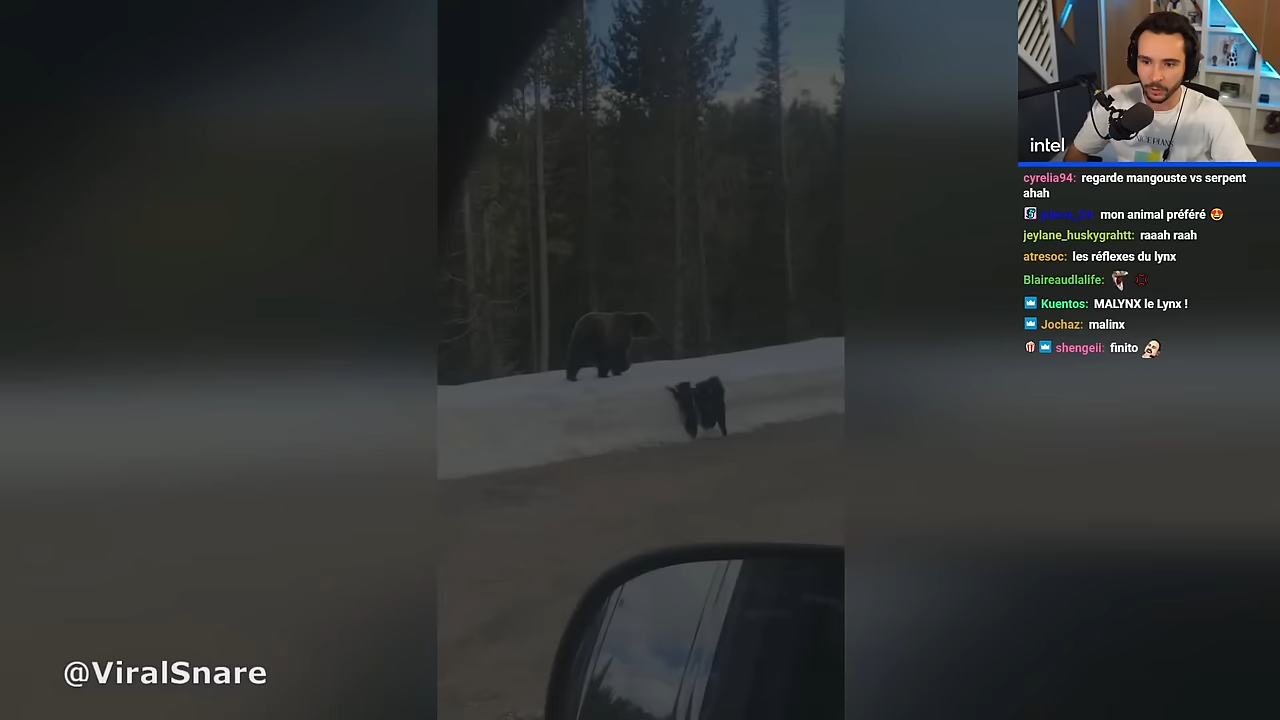 intel
cyrelia94: regarde mangouste vs serpent
ahah
mon animal préféré
jeylane_huskygrahtt: raaah raah
atresoc: les réflexes du lynx
Blaireaudlalife:
Kuentos: MALYNX le Lynx !
Jochaz: malinx
shengeii: finito
@ViralSnare